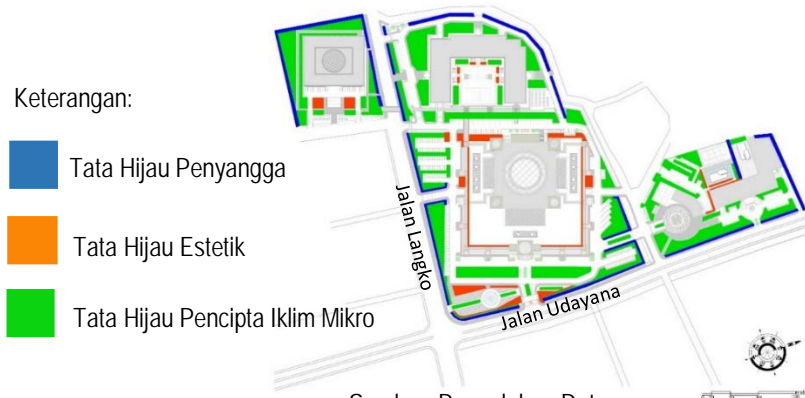 Keterangan:
Tata Hijau Penyangga
Tata Hijau Estetik
Tata Hijau Pencipta Iklim Mikro
Jalan Langko
Jalan Udayana